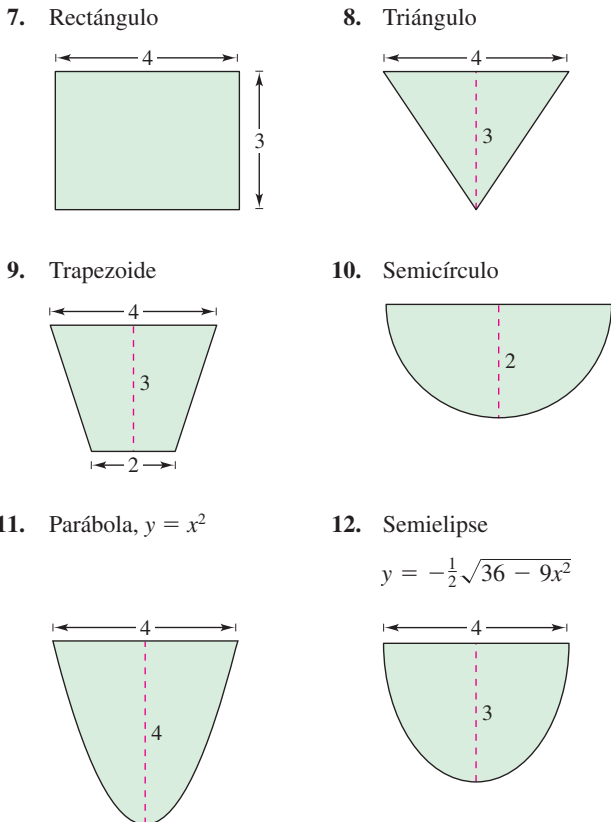 7. Rectángulo
4
3
8. Triángulo
4
3
9. Trapezoide
4
3
2
10. Semicírculo
2
11. Parábola, y = x²
4
4
12. Semielipse
y = −½√(36 − 9x²)
4
3